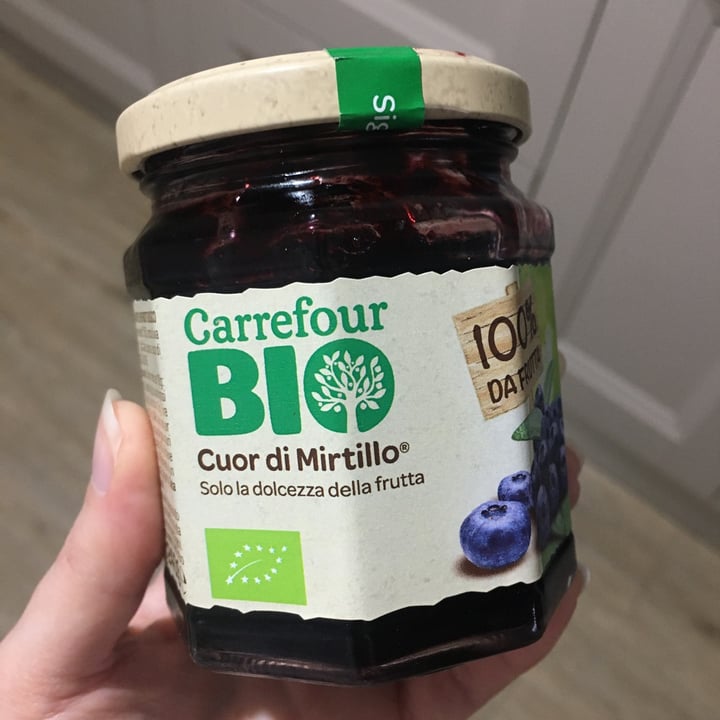 Carrefour
BIO
Cuor di Mirtillo®
Solo la dolcezza della frutta
100%
DA FRUTTA